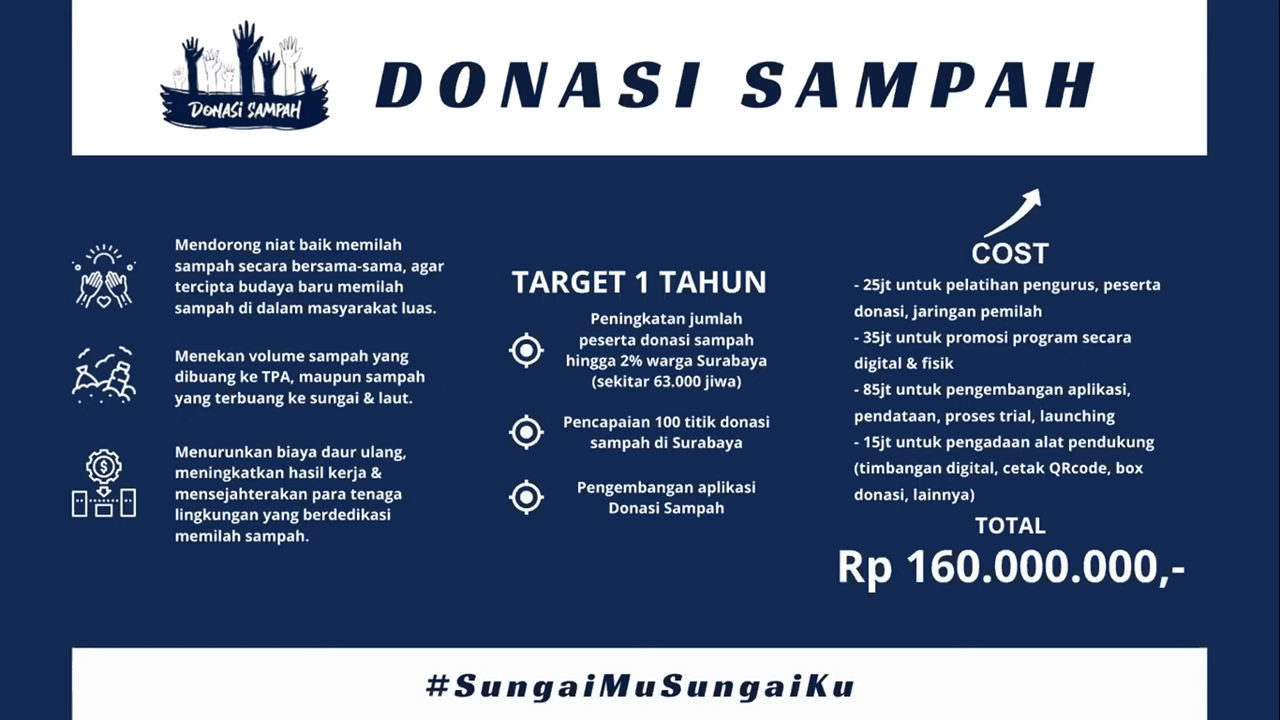 DONASI SAMPAH
DONASI SAMPAH
Mendorong niat baik memilah
sampah secara bersama-sama, agar
tercipta budaya baru memilah
sampah di dalam masyarakat luas.
Menekan volume sampah yang
dibuang ke TPA, maupun sampah
yang terbuang ke sungai & laut.
Menurunkan biaya daur ulang,
meningkatkan hasil kerja &
mensejahterakan para tenaga
lingkungan yang berdedikasi
memilah sampah.
TARGET 1 TAHUN
Peningkatan jumlah
peserta donasi sampah
hingga 2% warga Surabaya
(sekitar 63.000 jiwa)
Pencapaian 100 titik donasi
sampah di Surabaya
Pengembangan aplikasi
Donasi Sampah
COST
- 25jt untuk pelatihan pengurus, peserta
donasi, jaringan pemilah
- 35jt untuk promosi program secara
digital & fisik
- 85jt untuk pengembangan aplikasi,
pendataan, proses trial, launching
- 15jt untuk pengadaan alat pendukung
(timbangan digital, cetak QRcode, box
donasi, lainnya)
TOTAL
Rp 160.000.000,-
#SungaiMuSungaiKu